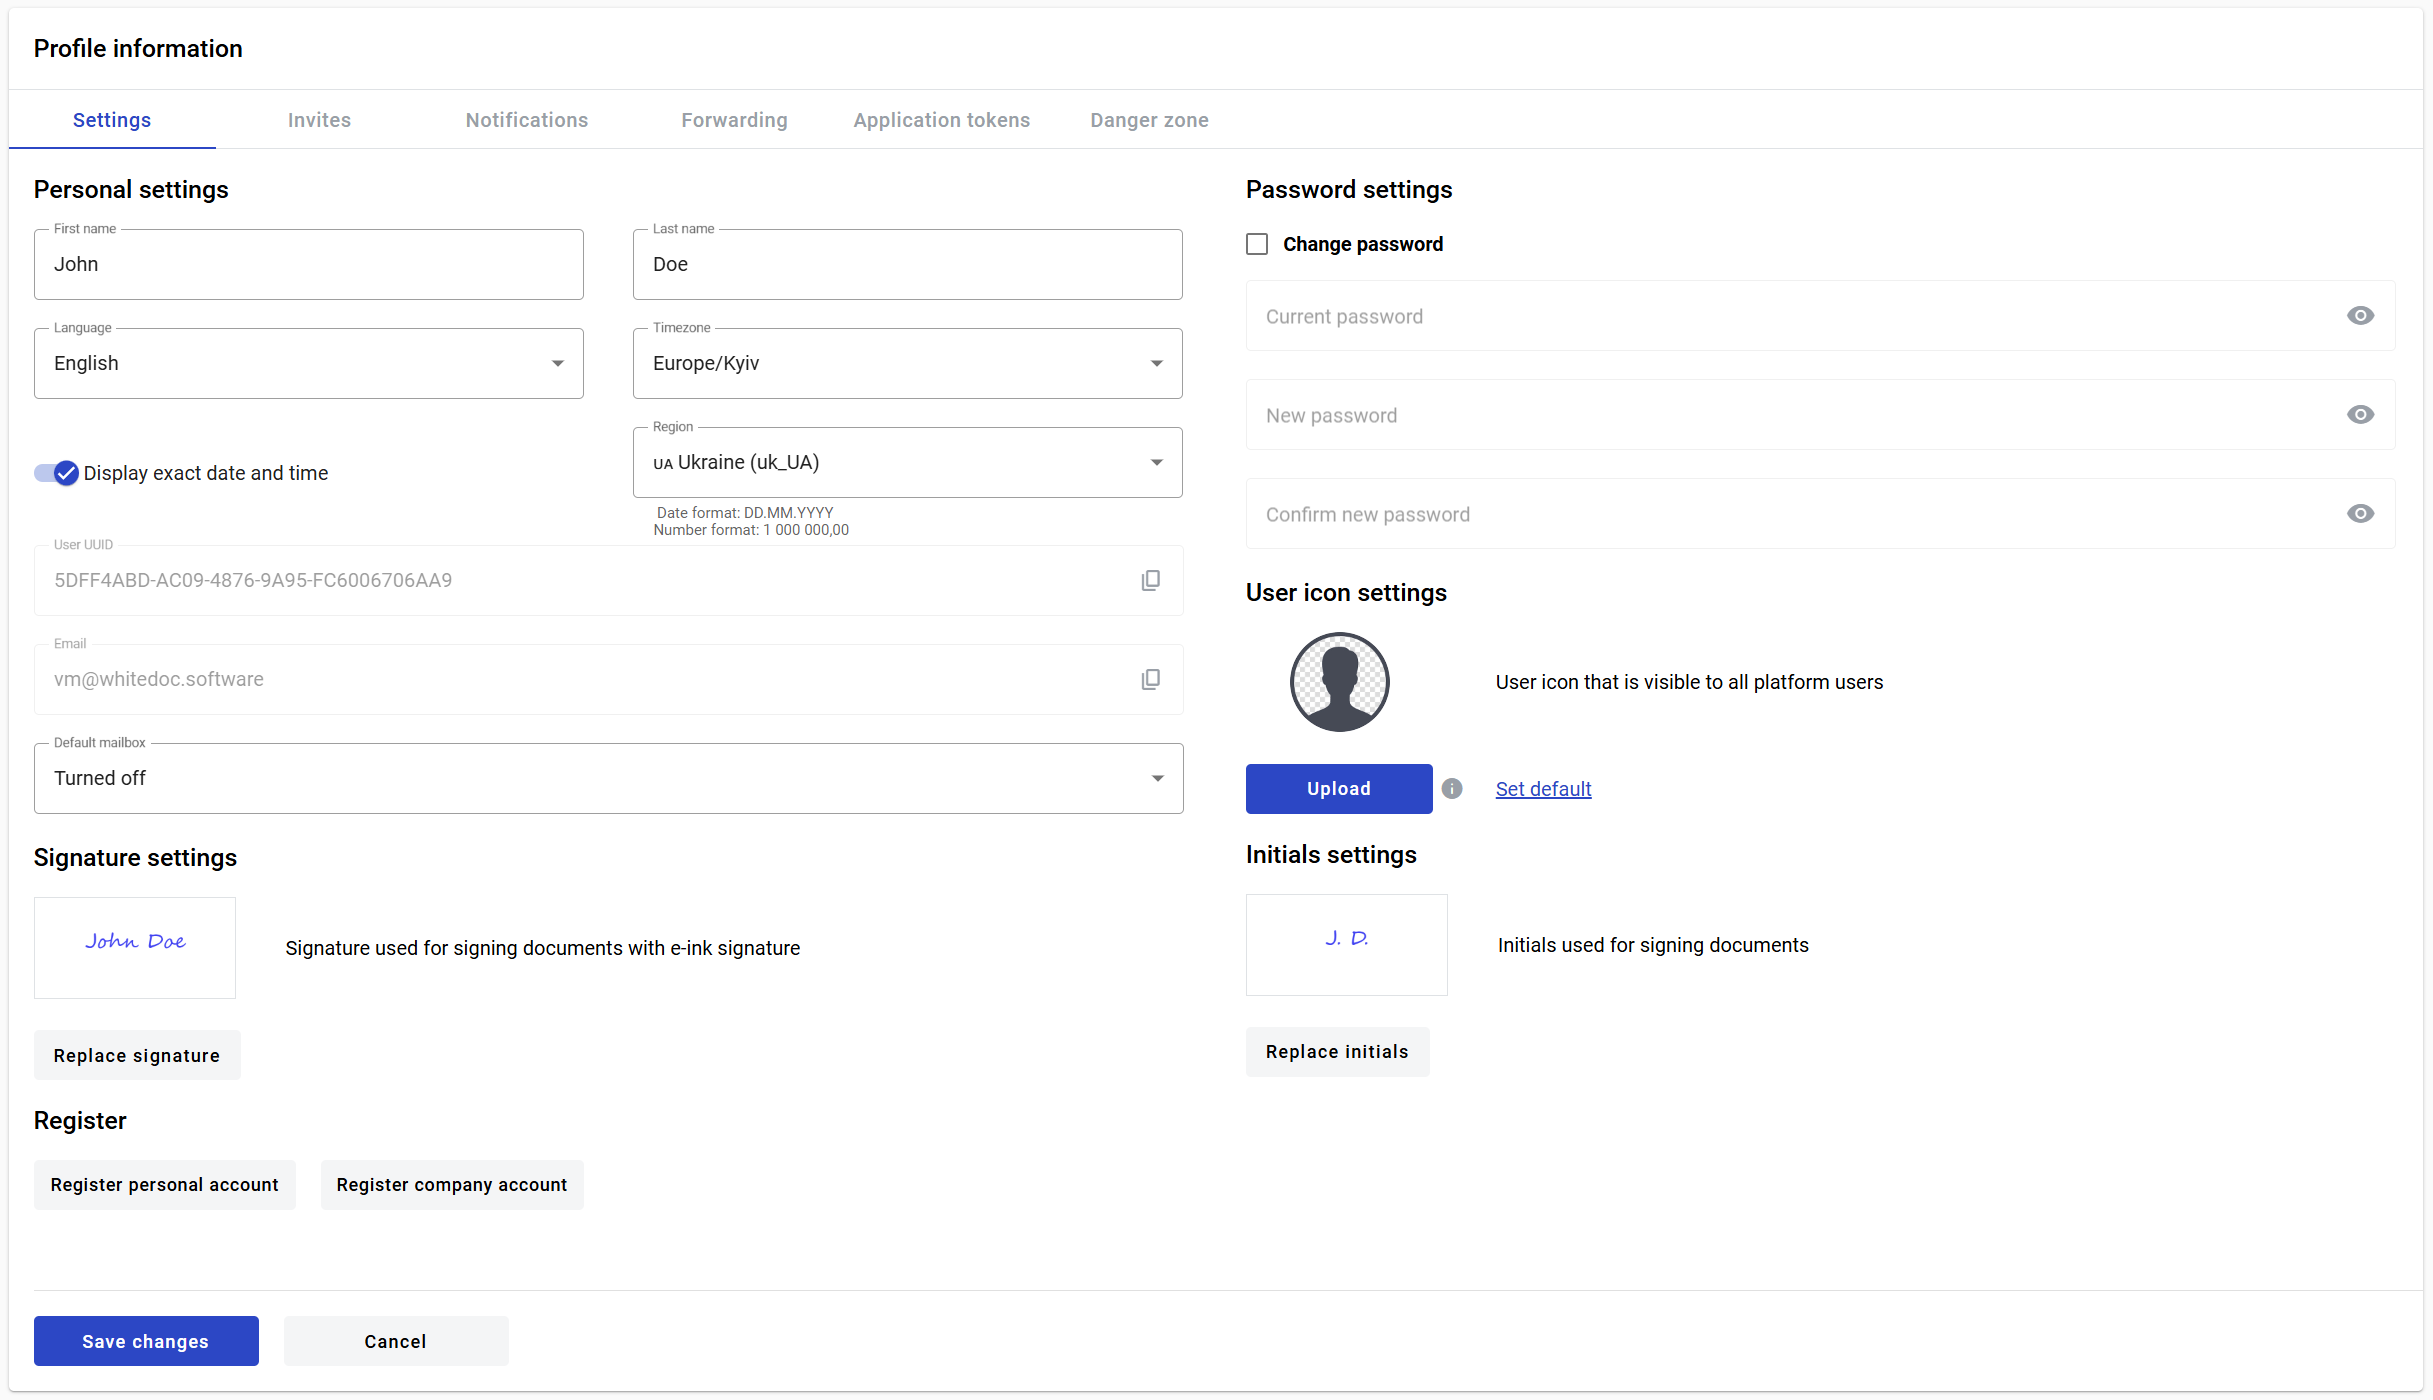 Profile information
Settings Invites Notifications Forwarding Application tokens Danger zone
Personal settings
First name
John
Last name
Doe
Language
English
Timezone
Europe/Kyiv
Display exact date and time
Region
UA Ukraine (uk_UA)
Date format: DD.MM.YYYY
Number format: 1 000 000,00
User UUID
5DFF4ABD-AC09-4876-9A95-FC6006706AA9
Email
vm@whitedoc.software
Default mailbox
Turned off
Signature settings
John Doe
Signature used for signing documents with e-ink signature
Replace signature
Register
Register personal account Register company account
Password settings
Change password
Current password
New password
Confirm new password
User icon settings
User icon that is visible to all platform users
Upload Set default
Initials settings
J. D.
Initials used for signing documents
Replace initials
Save changes Cancel